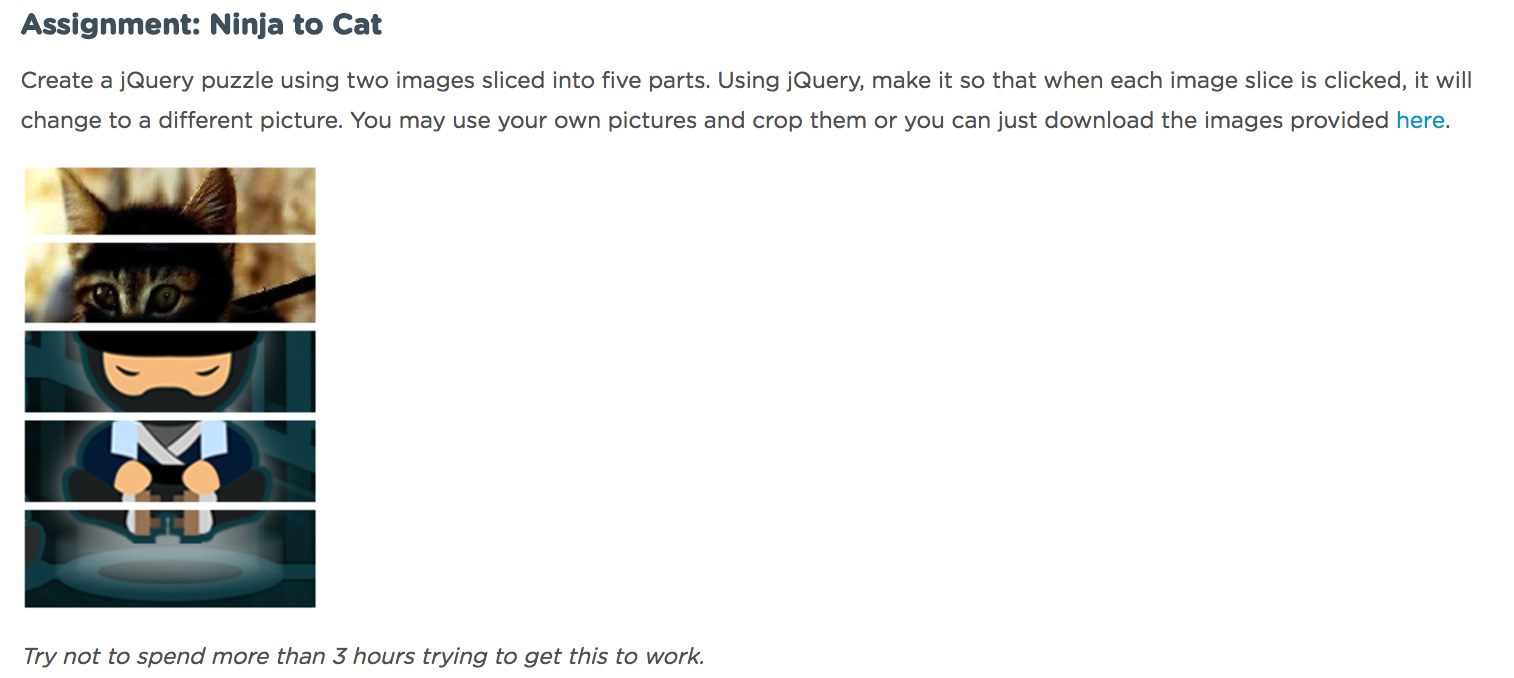 Assignment: Ninja to Cat
Create a jQuery puzzle using two images sliced into five parts. Using jQuery, make it so that when each image slice is clicked, it will
change to a different picture. You may use your own pictures and crop them or you can just download the images provided here.
Try not to spend more than 3 hours trying to get this to work.